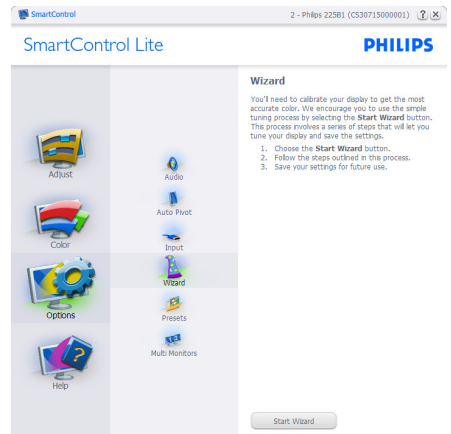 SmartControl
2 - Philips 225B1 (CS30715000001)
? X
SmartControl Lite
PHILIPS
Adjust
Color
Options
Help
Audio
Auto Pivot
Input
Wizard
Presets
Multi Monitors
Wizard
You'll need to calibrate your display to get the most
accurate color. We encourage you to use the simple
tuning process by selecting the Start Wizard button.
This process involves a series of steps that will let you
tune your display and save the settings.
1. Choose the Start Wizard button.
2. Follow the steps outlined in this process.
3. Save your settings for future use.
Start Wizard